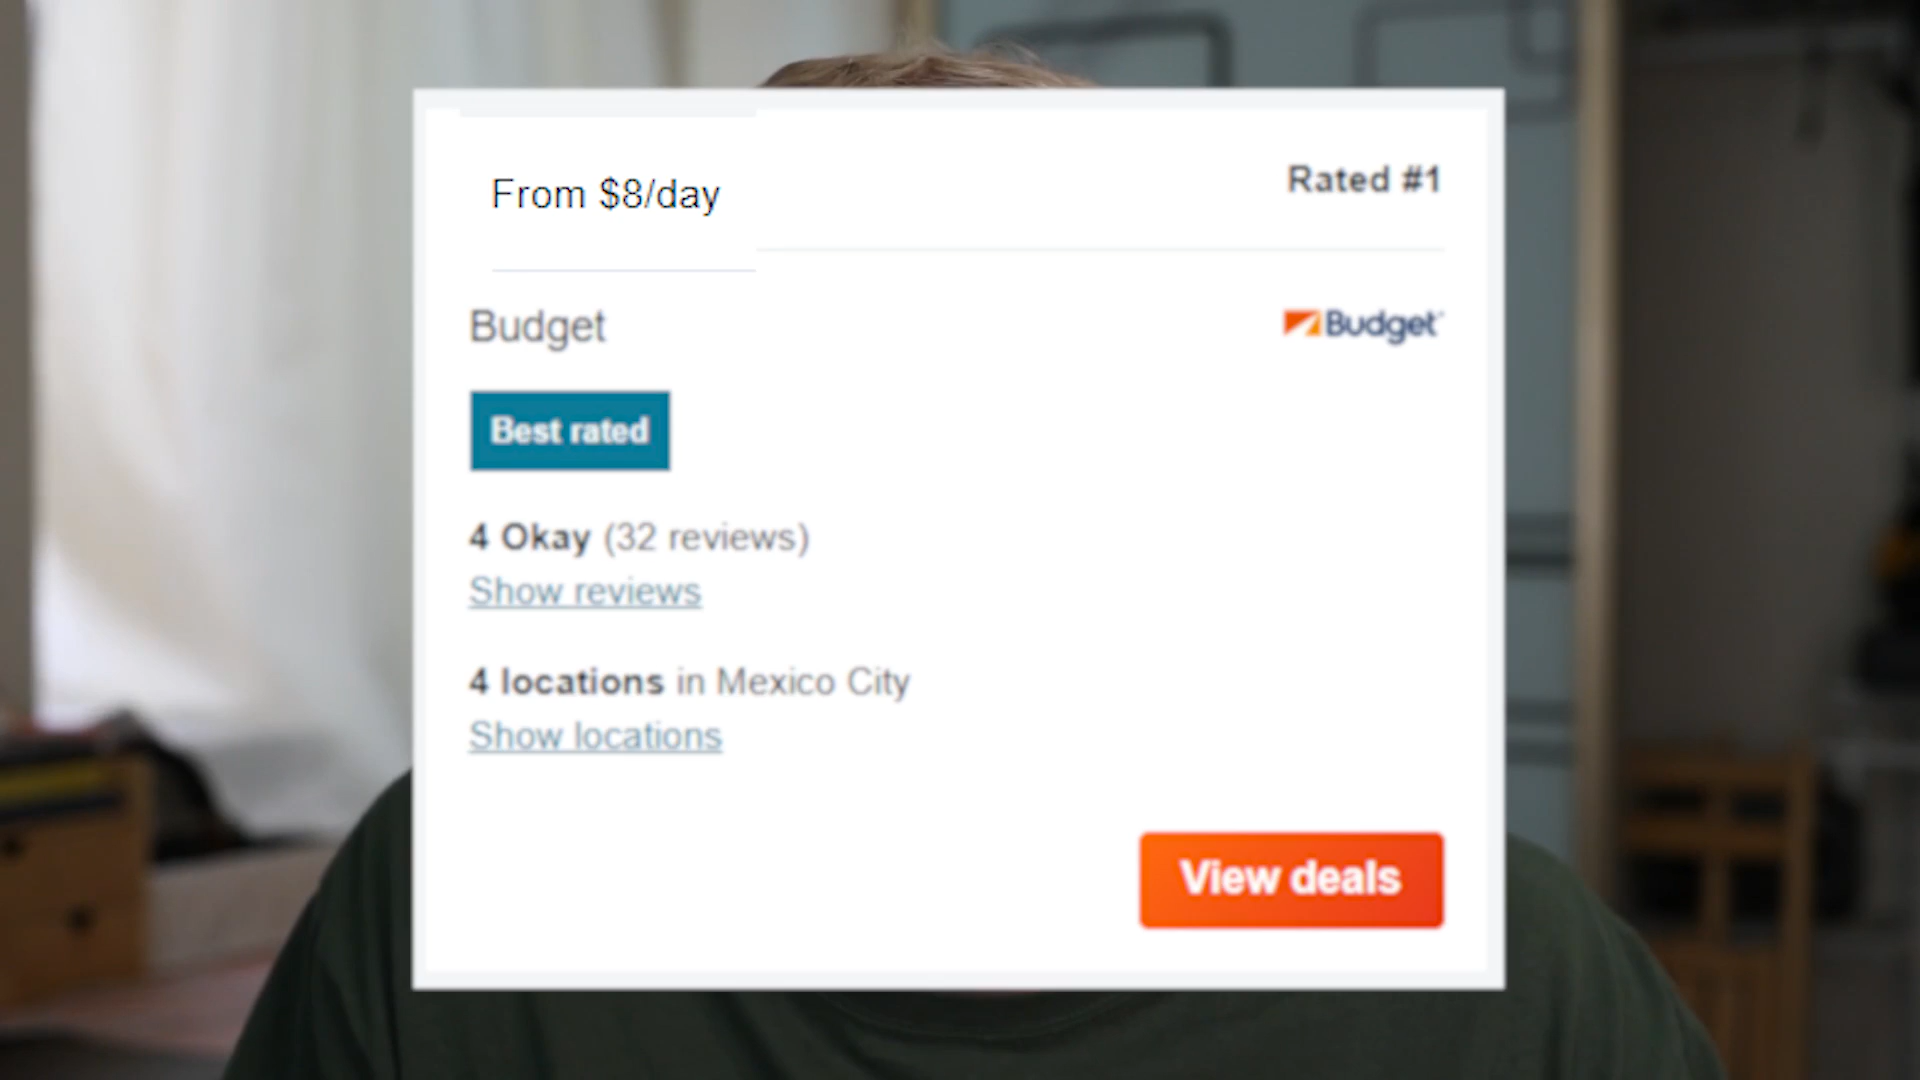 From $8/day
Rated #1
Budget
Budget
Best rated
4 Okay (32 reviews)
Show reviews
4 locations in Mexico City
Show locations
View deals